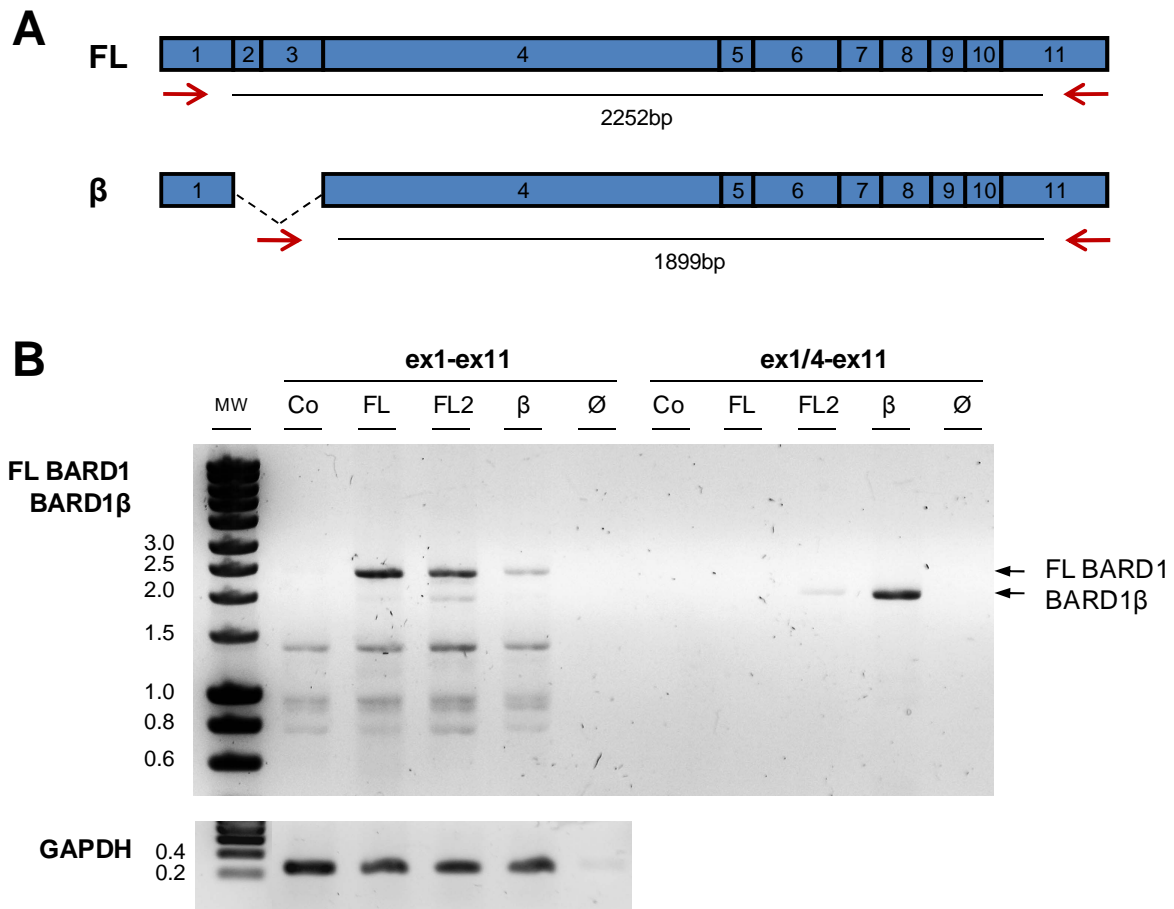 A
FL
1 2 3 4 5 6 7 8 9 10 11
2252bp
β
1 4 5 6 7 8 9 10 11
1899bp
B
ex1-ex11 ex1/4-ex11
MW Co FL FL2 β Ø Co FL FL2 β Ø
FL BARD1
BARD1β
3.0
2.5
2.0
1.5
1.0
0.8
0.6
FL BARD1
BARD1β
GAPDH
0.4
0.2